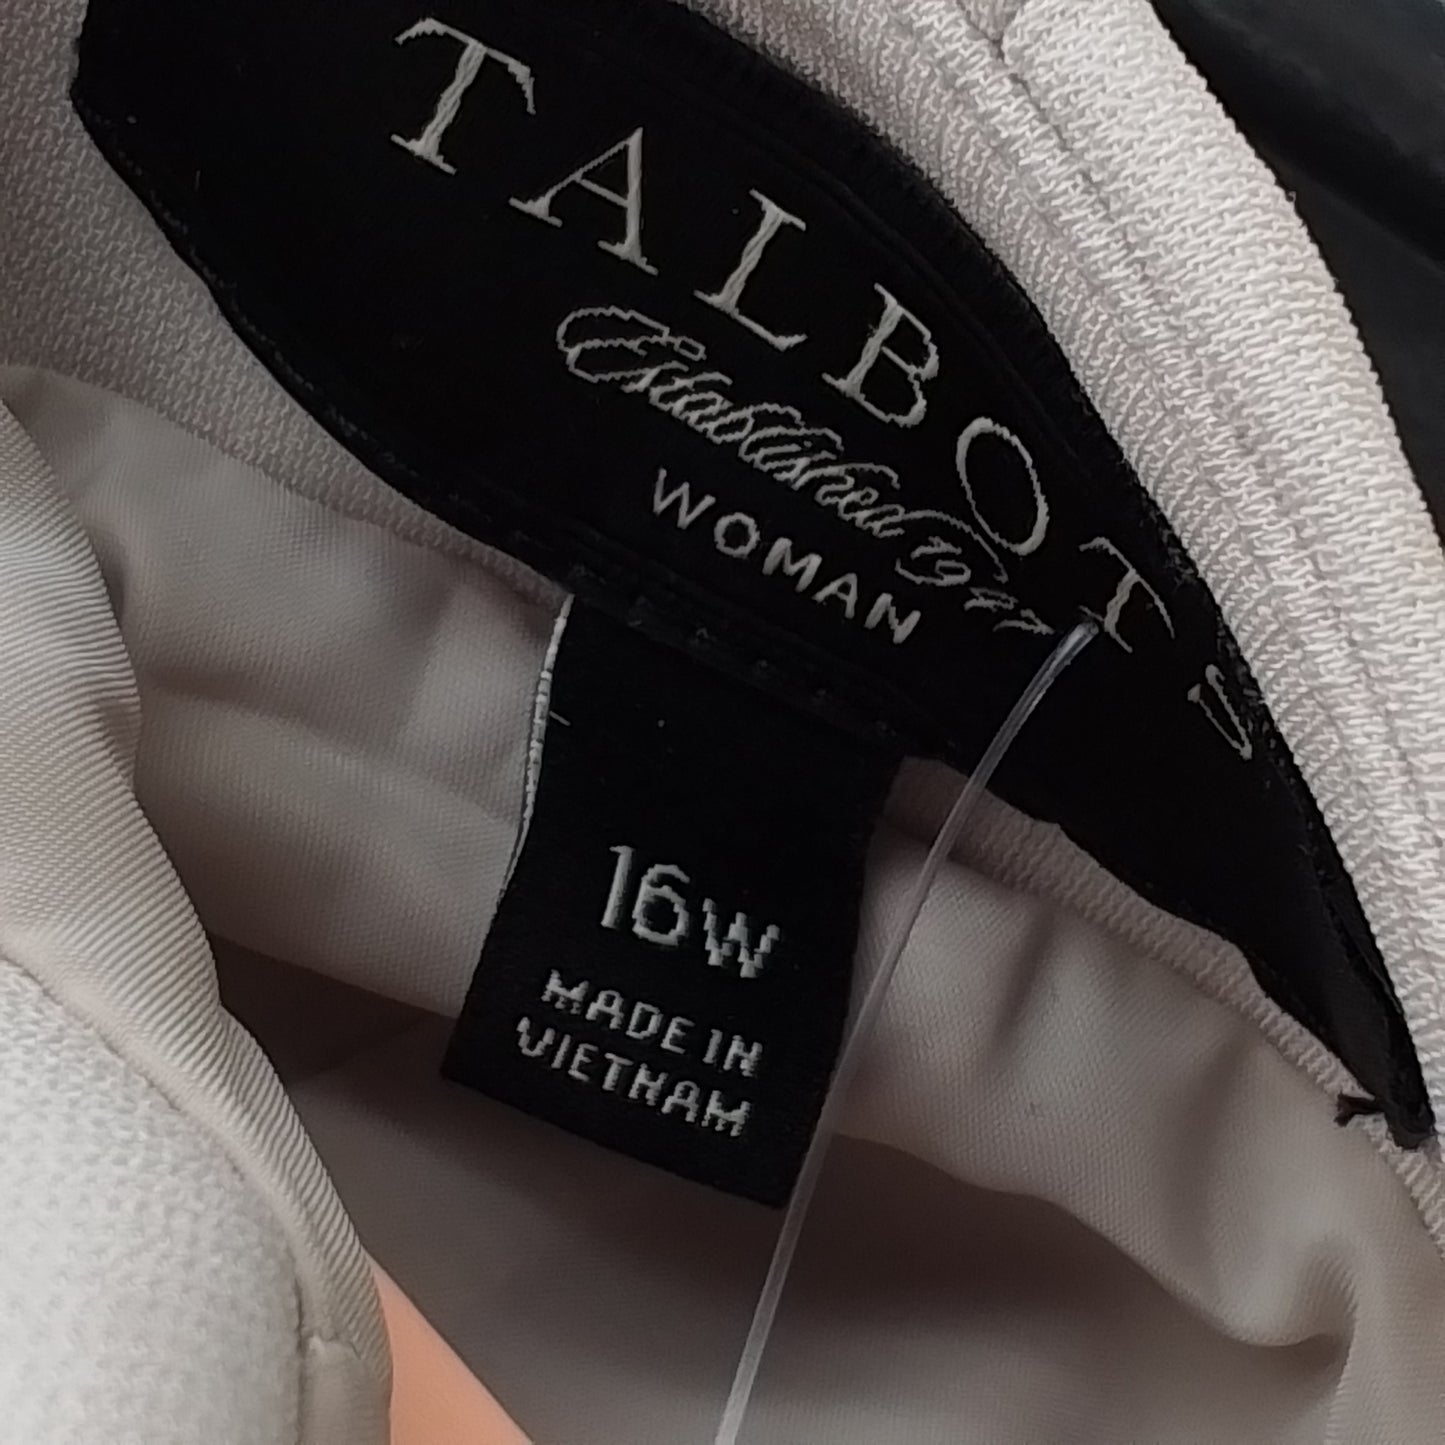 TALBOTS
Established 1947
WOMAN
16W
MADE IN
VIETNAM